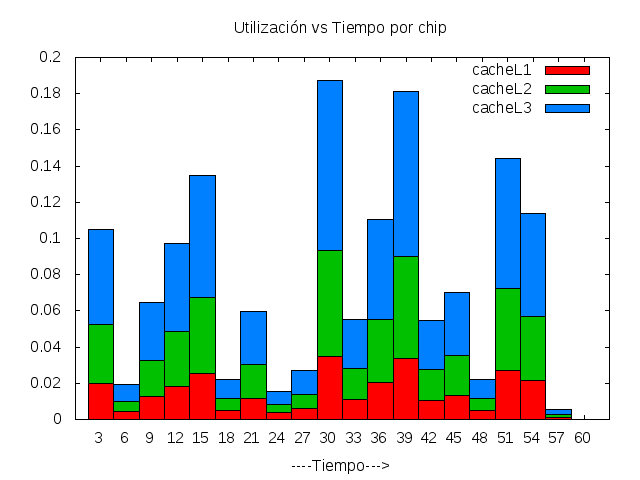 Utilización vs Tiempo por chip
0.2
0.18
0.16
0.14
0.12
0.1
0.08
0.06
0.04
0.02
0
cacheL1
cacheL2
cacheL3
3 6 9 12 15 18 21 24 27 30 33 36 39 42 45 48 51 54 57 60
----Tiempo--->